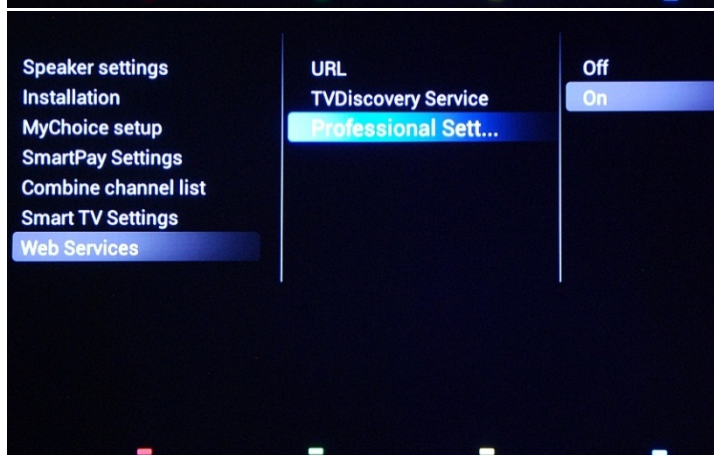 Speaker settings
Installation
MyChoice setup
SmartPay Settings
Combine channel list
Smart TV Settings
Web Services
URL
TVDiscovery Service
Professional Sett...
Off
On